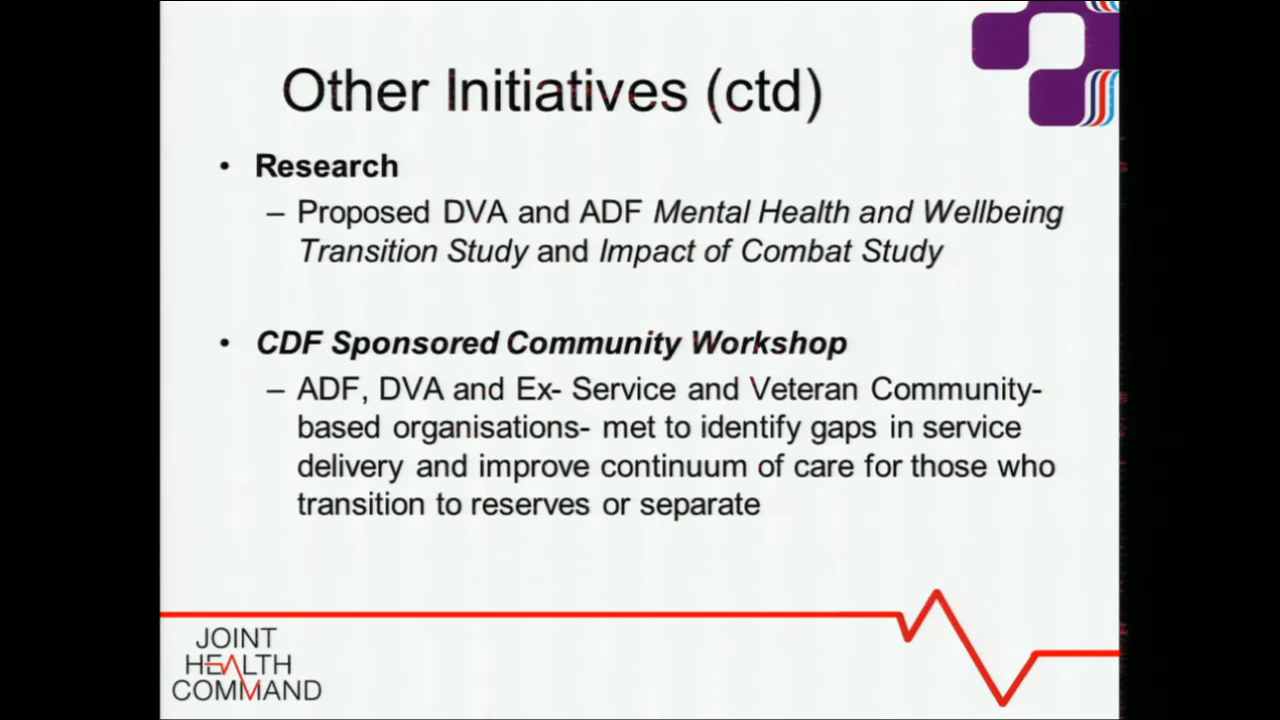 Other Initiatives (ctd)
• Research
– Proposed DVA and ADF Mental Health and Wellbeing
Transition Study and Impact of Combat Study
• CDF Sponsored Community Workshop
– ADF, DVA and Ex- Service and Veteran Community-
based organisations- met to identify gaps in service
delivery and improve continuum of care for those who
transition to reserves or separate
JOINT
HEALTH
COMMAND